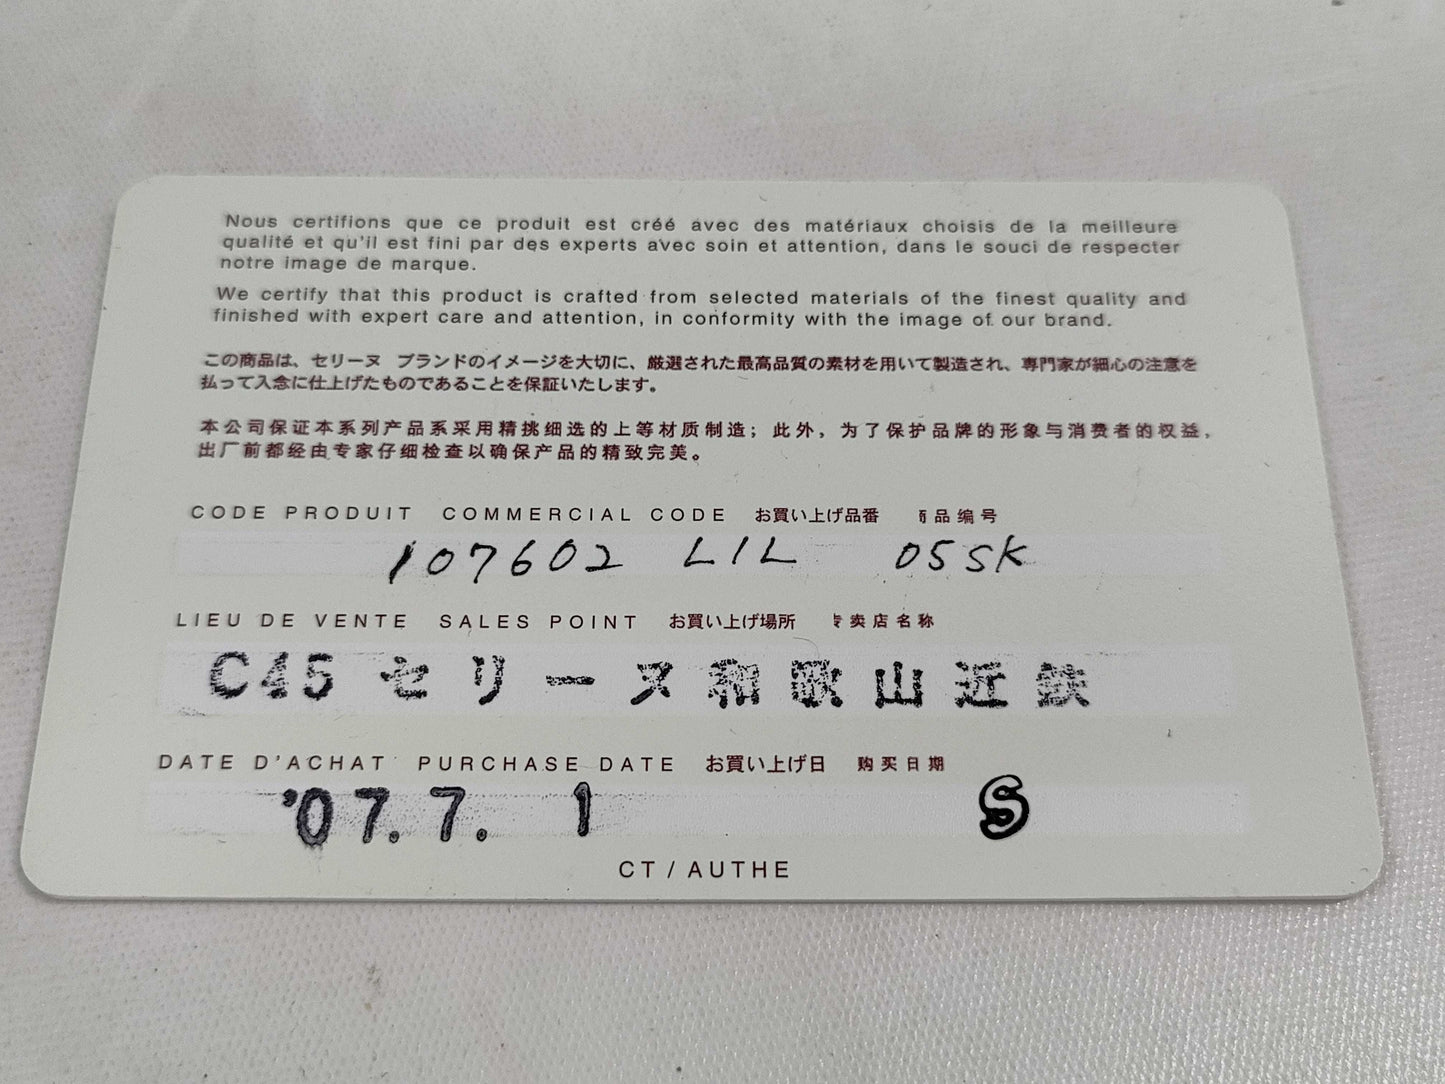 Nous certifions que ce produit est créé avec des matériaux choisis de la meilleure
qualité et qu'il est fini par des experts avec soin et attention, dans le souci de respecter
notre image de marque.
We certify that this product is crafted from selected materials of the finest quality and
finished with expert care and attention, in conformity with the image of our brand.
この商品は、セリーヌ ブランドのイメージを大切に、厳選された最高品質の素材を用いて製造され、専門家が細心の注意を
払って入念に仕上げたものであることを保証いたします。
本公司保证本系列产品系采用精挑细选的上等材质制造；此外，为了保护品牌的形象与消费者的权益，
出厂前都经由专家仔细检查以确保产品的精致完美。
CODE PRODUIT COMMERCIAL CODE お買い上げ品番 商品编号
107602 LIL 05SK
LIEU DE VENTE SALES POINT お買い上げ場所 专卖店名称
C45 セリーヌ和歌山近鉄
DATE D'ACHAT PURCHASE DATE お買い上げ日 购买日期
'07.7. 1 S
CT / AUTHE